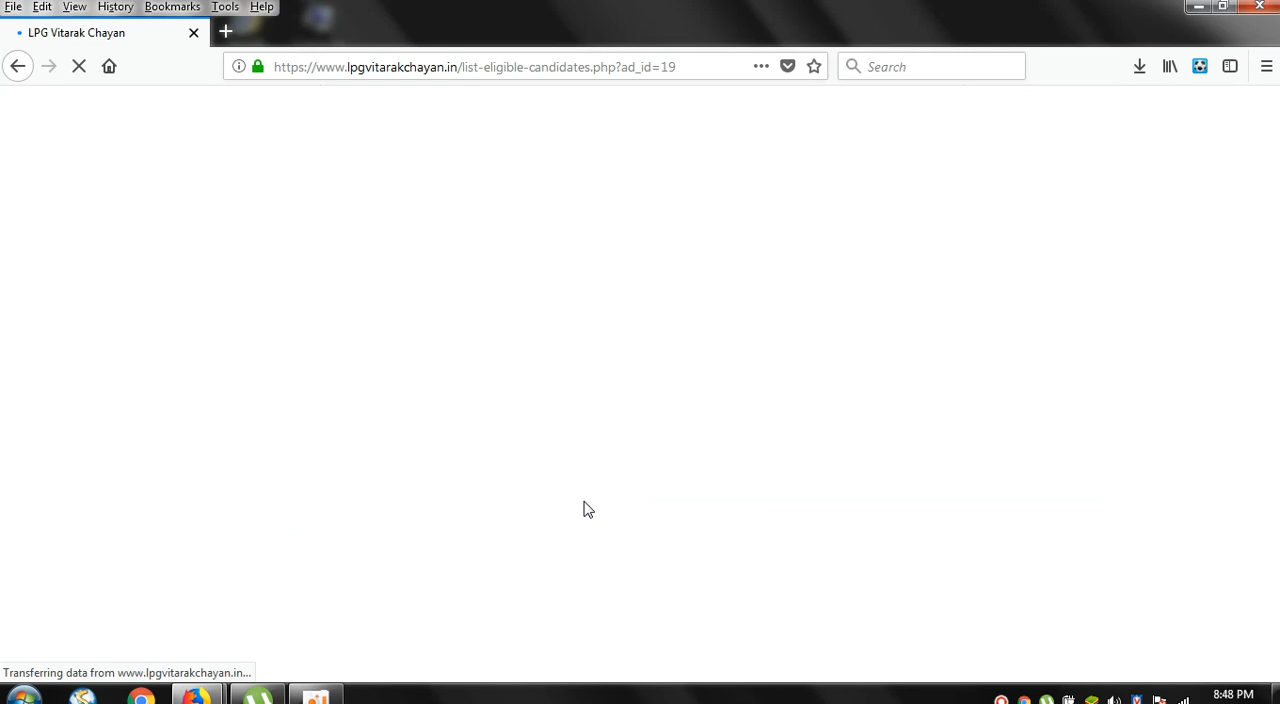 File Edit View History Bookmarks Tools Help
LPG Vitarak Chayan
https://www.lpgvitarakchayan.in/list-eligible-candidates.php?ad_id=19
Search
Transferring data from www.lpgvitarakchayan.in...
8:48 PM